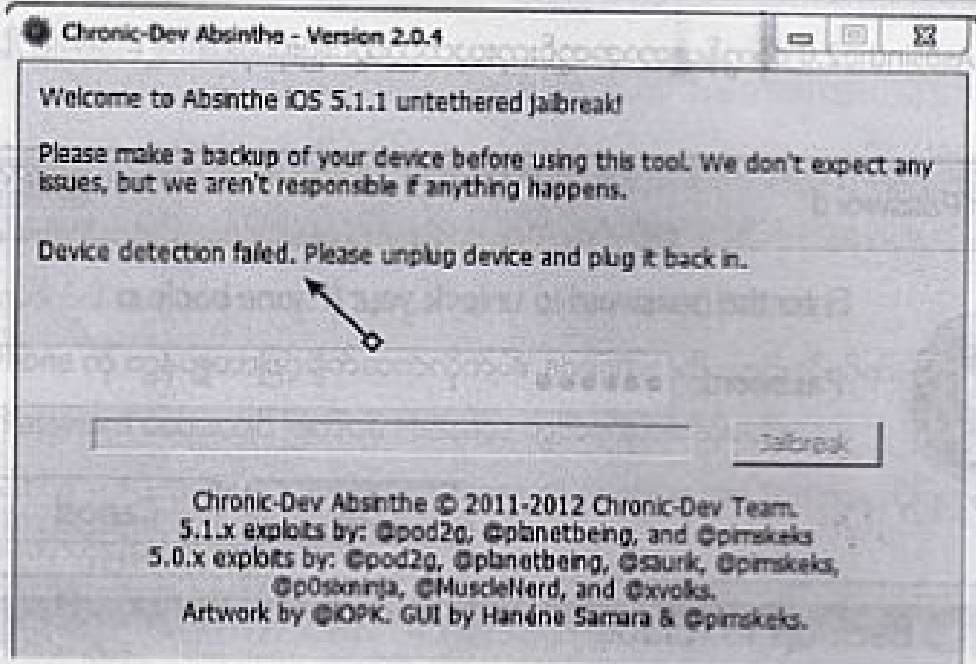 Chronic-Dev Absinthe - Version 2.0.4
Welcome to Absinthe iOS 5.1.1 untethered jailbreak!
Please make a backup of your device before using this tool. We don't expect any
issues, but we aren't responsible if anything happens.
Device detection failed. Please unplug device and plug it back in.
Jailbreak
Chronic-Dev Absinthe © 2011-2012 Chronic-Dev Team.
5.1.x exploits by: @pod2g, @planetbeing, and @pimskeks
5.0.x exploits by: @pod2g, @planetbeing, @saurik, @pimskeks,
@p0sixninja, @MuscleNerd, and @xvolks.
Artwork by @iOPK. GUI by Hanéne Samara & @pimskeks.